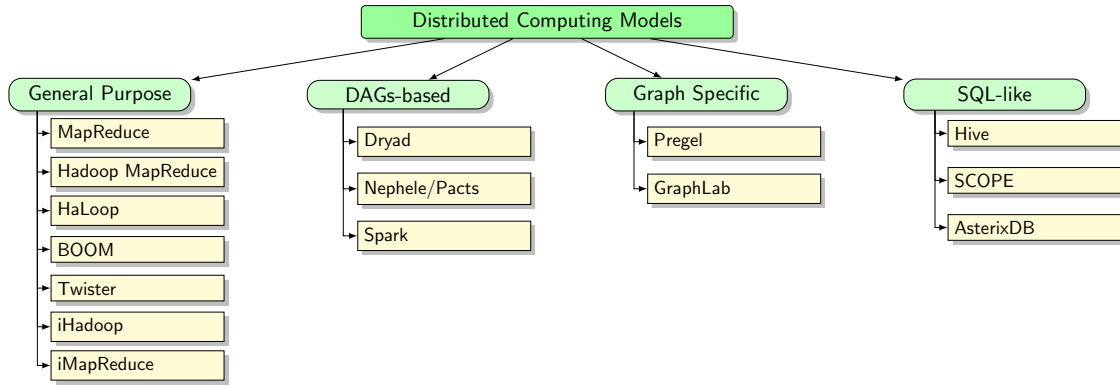 Distributed Computing Models
General Purpose
MapReduce
Hadoop MapReduce
HaLoop
BOOM
Twister
iHadoop
iMapReduce
DAGs-based
Dryad
Nephele/Pacts
Spark
Graph Specific
Pregel
GraphLab
SQL-like
Hive
SCOPE
AsterixDB